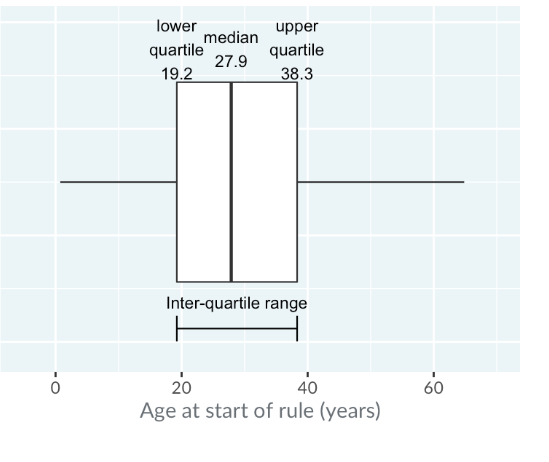 lower
quartile
19.2
median
27.9
upper
quartile
38.3
Inter-quartile range
0 20 40 60
Age at start of rule (years)